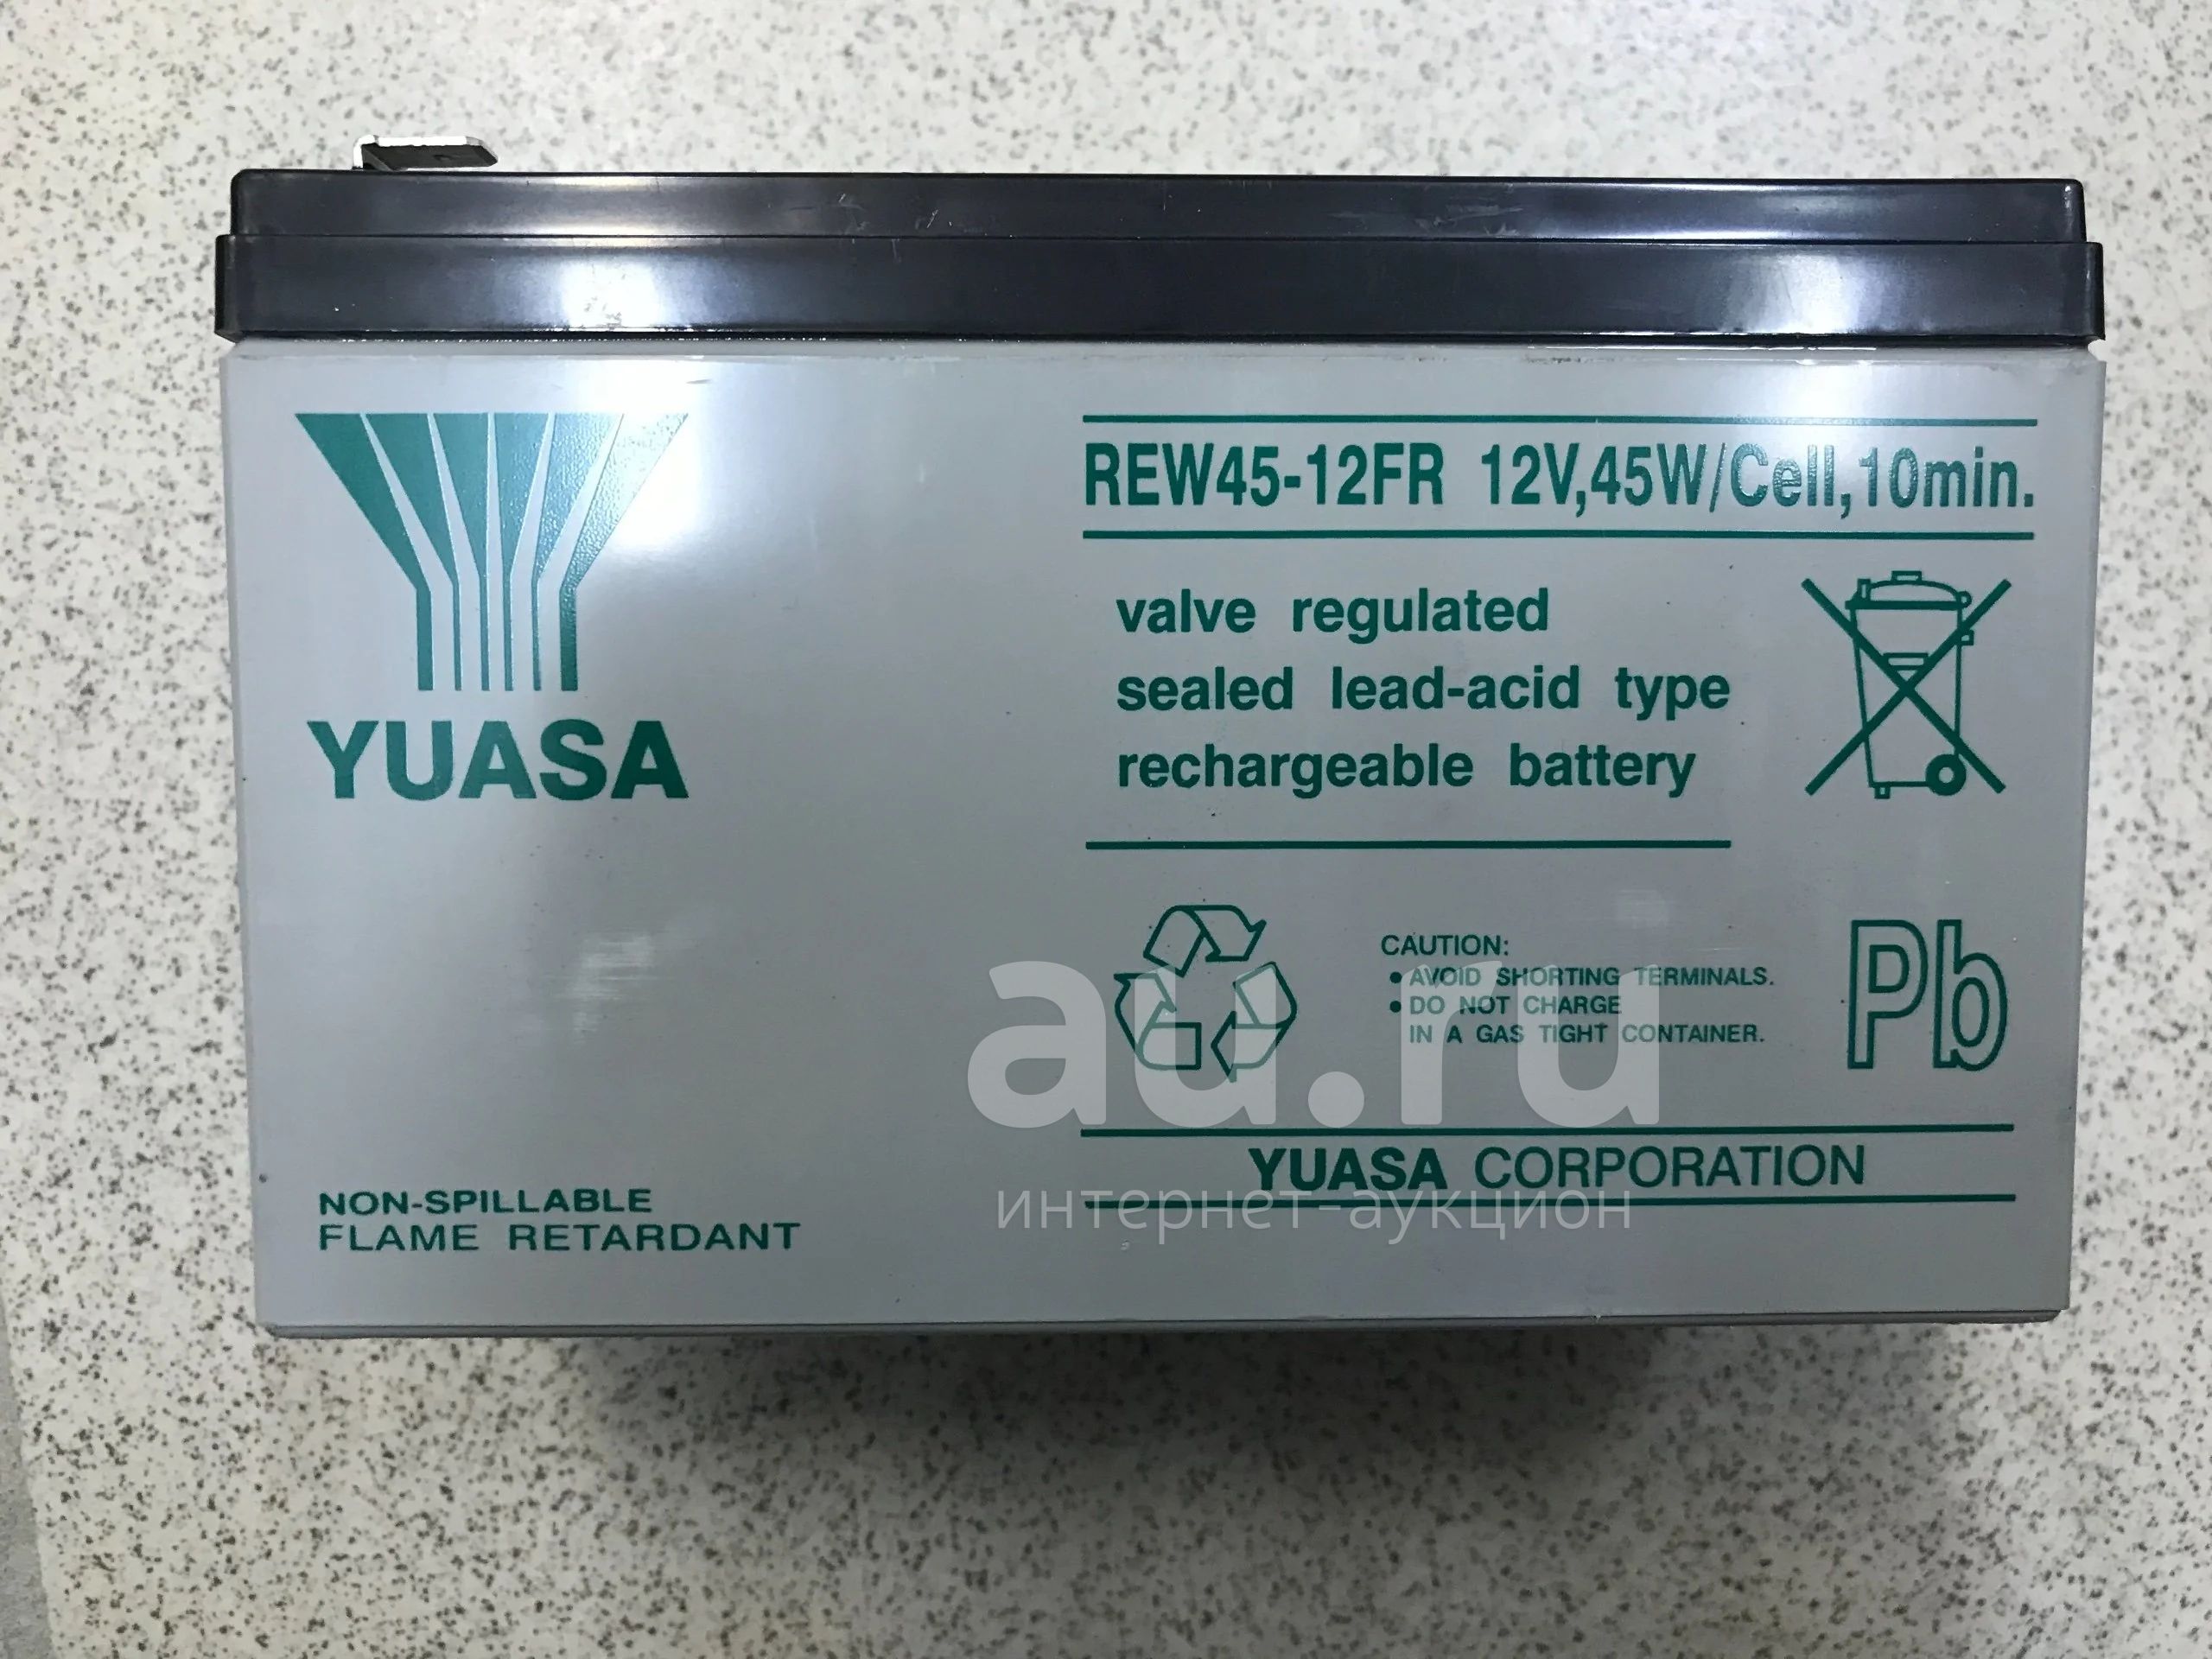 YUASA
REW45-12FR 12V,45W/Cell,10min.
valve regulated
sealed lead-acid type
rechargeable battery
CAUTION:
• AVOID SHORTING TERMINALS.
• DO NOT CHARGE
IN A GAS TIGHT CONTAINER.
Pb
YUASA CORPORATION
NON-SPILLABLE
FLAME RETARDANT
au.ru
интернет-аукцион